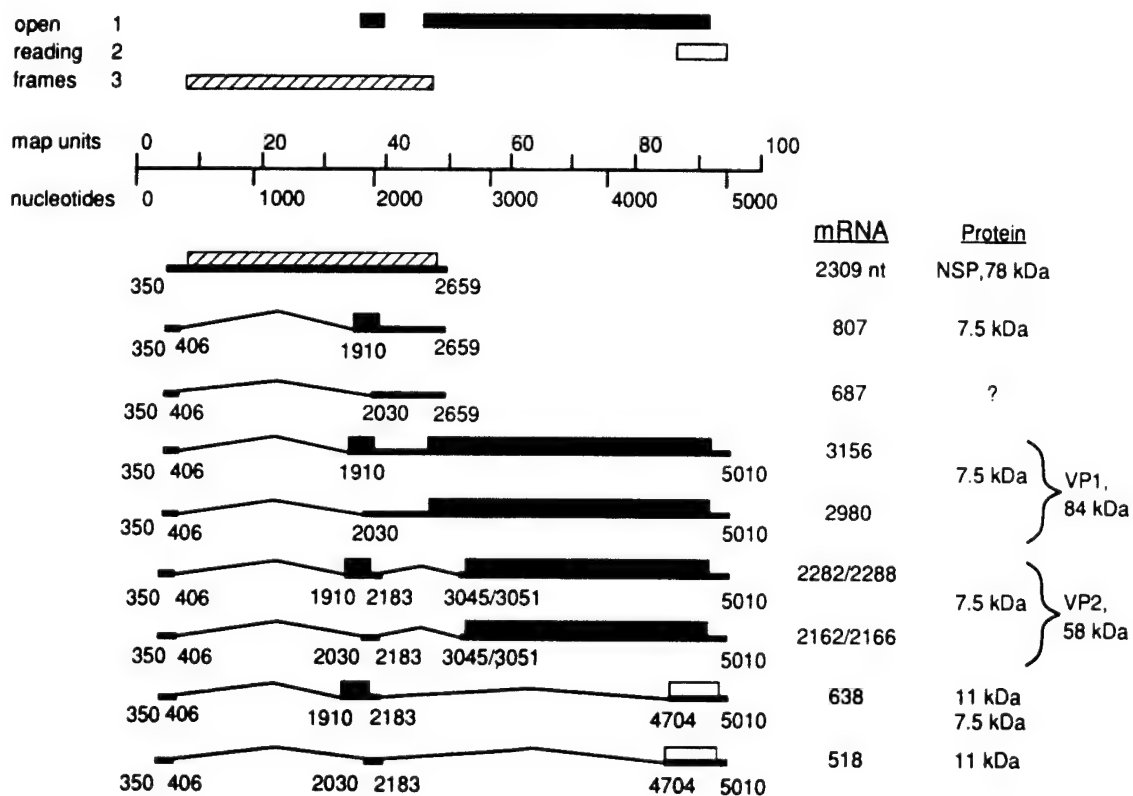 open 1
reading 2
frames 3
map units 0 20 40 60 80 100
nucleotides 0 1000 2000 3000 4000 5000
mRNA Protein
2309 nt NSP,78 kDa
350 2659
807 7.5 kDa
350 406 1910 2659
687 ?
350 406 2030 2659
3156
350 406 1910 5010
7.5 kDa VP1,
84 kDa
2980
350 406 2030 5010
2282/2288
350 406 1910 2183 3045/3051 5010
7.5 kDa VP2,
58 kDa
2162/2166
350 406 2030 2183 3045/3051 5010
638 11 kDa
350 406 1910 2183 4704 5010
7.5 kDa
518 11 kDa
350 406 2030 2183 4704 5010